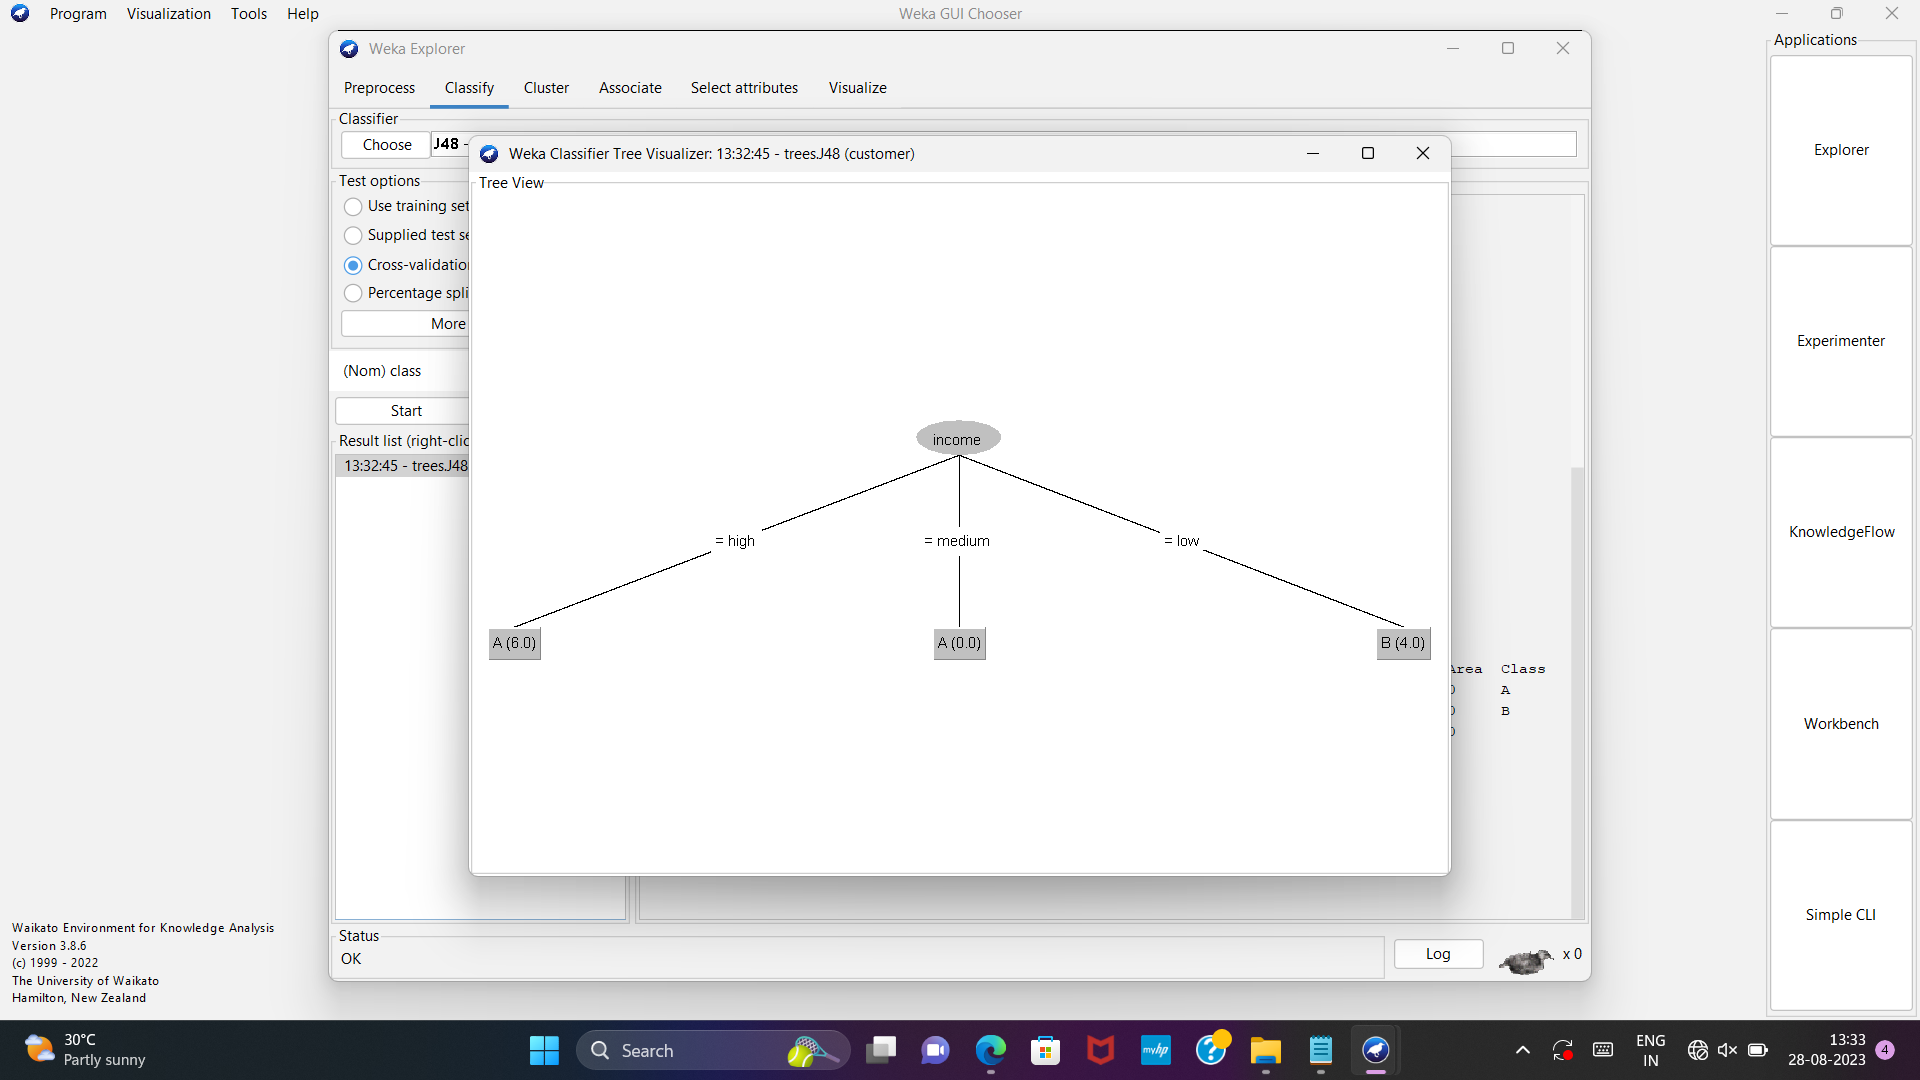 Program Visualization Tools Help
Weka GUI Chooser
Applications
Weka Explorer
Preprocess Classify Cluster Associate Select attributes Visualize
Classifier
Choose J48 -
Weka Classifier Tree Visualizer: 13:32:45 - trees.J48 (customer)
Tree View
Test options
Use training set
Supplied test se
Cross-validation
Percentage spli
More
(Nom) class
Start
Result list (right-clic
13:32:45 - trees.J48
income
= high = medium = low
A (6.0) A (0.0) B (4.0)
Area Class
A
B
Explorer
Experimenter
KnowledgeFlow
Workbench
Simple CLI
Status
OK
Log
x 0
Waikato Environment for Knowledge Analysis
Version 3.8.6
(c) 1999 - 2022
The University of Waikato
Hamilton, New Zealand
30°C
Partly sunny
Search
myhp
ENG
IN
13:33
28-08-2023
4